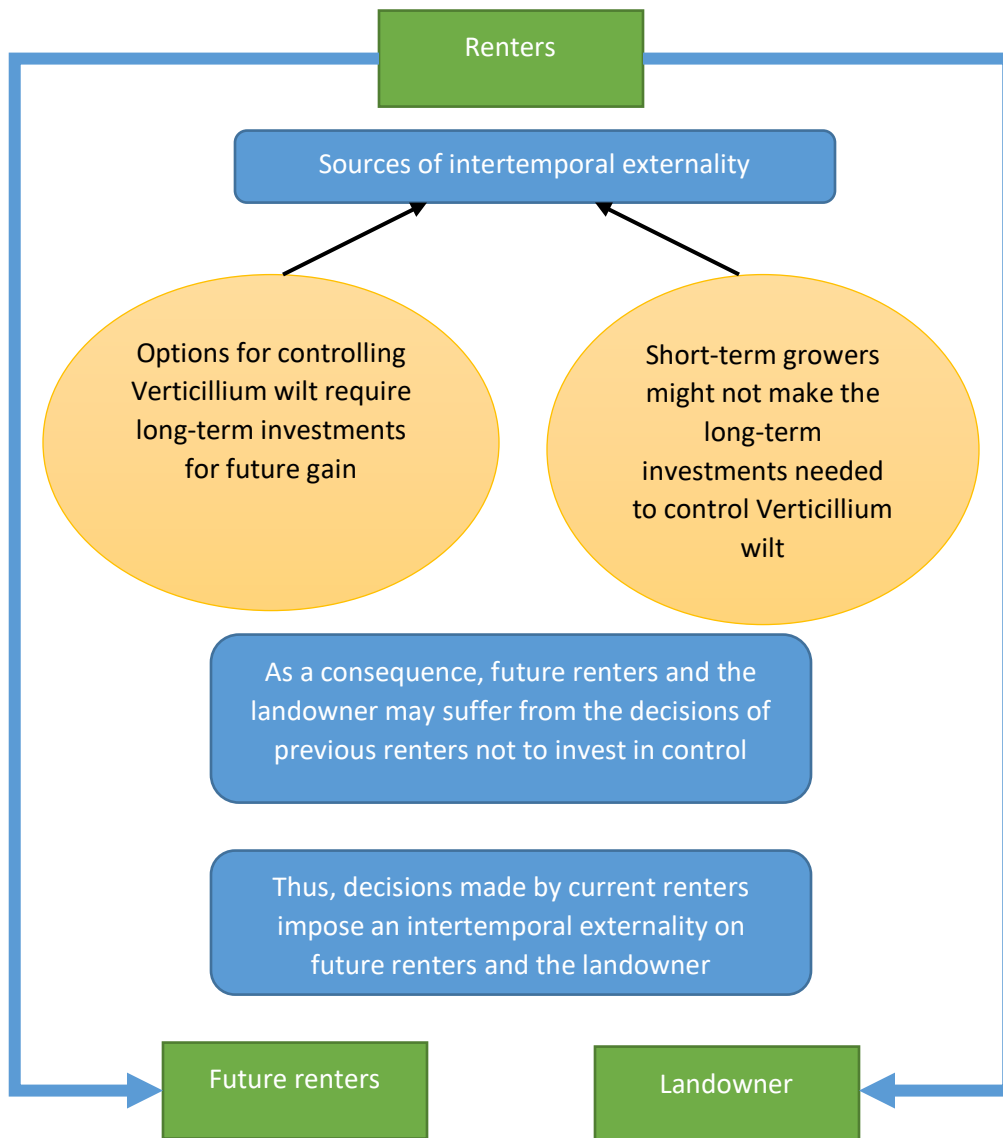 Renters
Sources of intertemporal externality
Options for controlling
Verticillium wilt require
long-term investments
for future gain
Short-term growers
might not make the
long-term
investments needed
to control Verticillium
wilt
As a consequence, future renters and the
landowner may suffer from the decisions of
previous renters not to invest in control
Thus, decisions made by current renters
impose an intertemporal externality on
future renters and the landowner
Future renters
Landowner